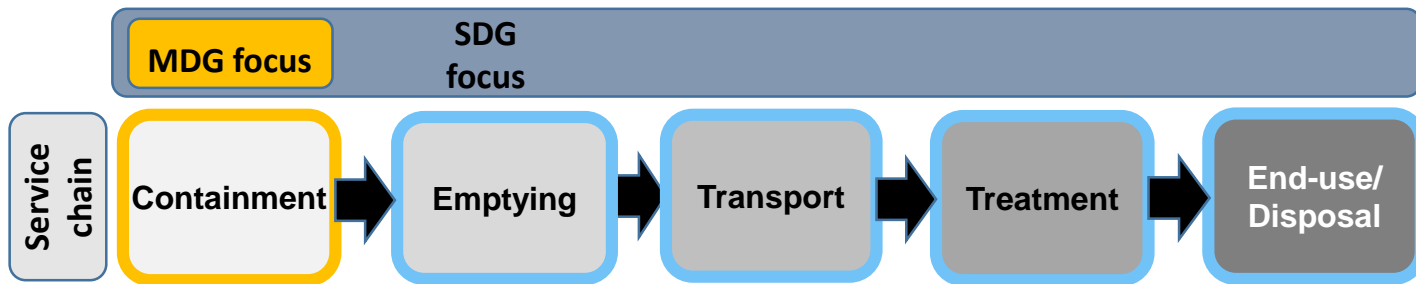 MDG focus
SDG
focus
Service
chain
Containment
Emptying
Transport
Treatment
End-use/
Disposal